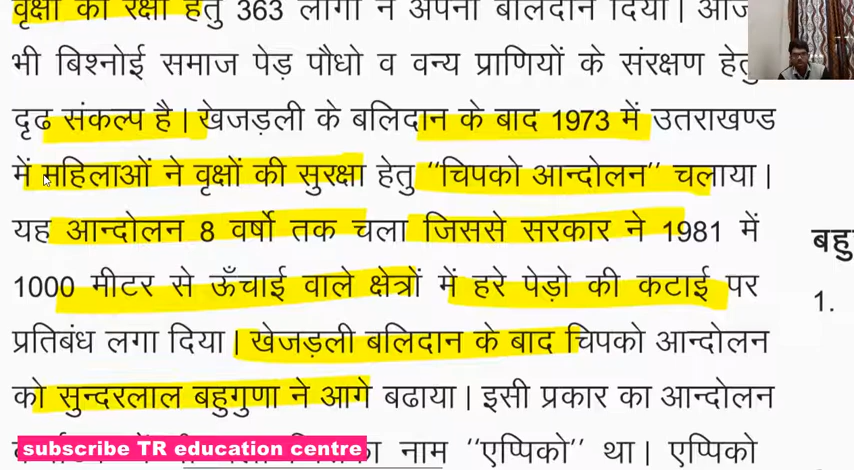 वृक्षों की रक्षा हेतु 363 लोगों ने अपना बलिदान दिया। आज
भी बिश्नोई समाज पेड़ पौधो व वन्य प्राणियों के संरक्षण हेतु
दृढ संकल्प है। खेजड़ली के बलिदान के बाद 1973 में उतराखण्ड
में महिलाओं ने वृक्षों की सुरक्षा हेतु "चिपको आन्दोलन" चलाया।
यह आन्दोलन 8 वर्षो तक चला जिससे सरकार ने 1981 में
1000 मीटर से ऊँचाई वाले क्षेत्रों में हरे पेड़ो की कटाई पर
प्रतिबंध लगा दिया। खेजड़ली बलिदान के बाद चिपको आन्दोलन
को सुन्दरलाल बहुगुणा ने आगे बढाया। इसी प्रकार का आन्दोलन
नाम "एप्पिको" था। एप्पिको
बहु
1.
subscribe TR education centre